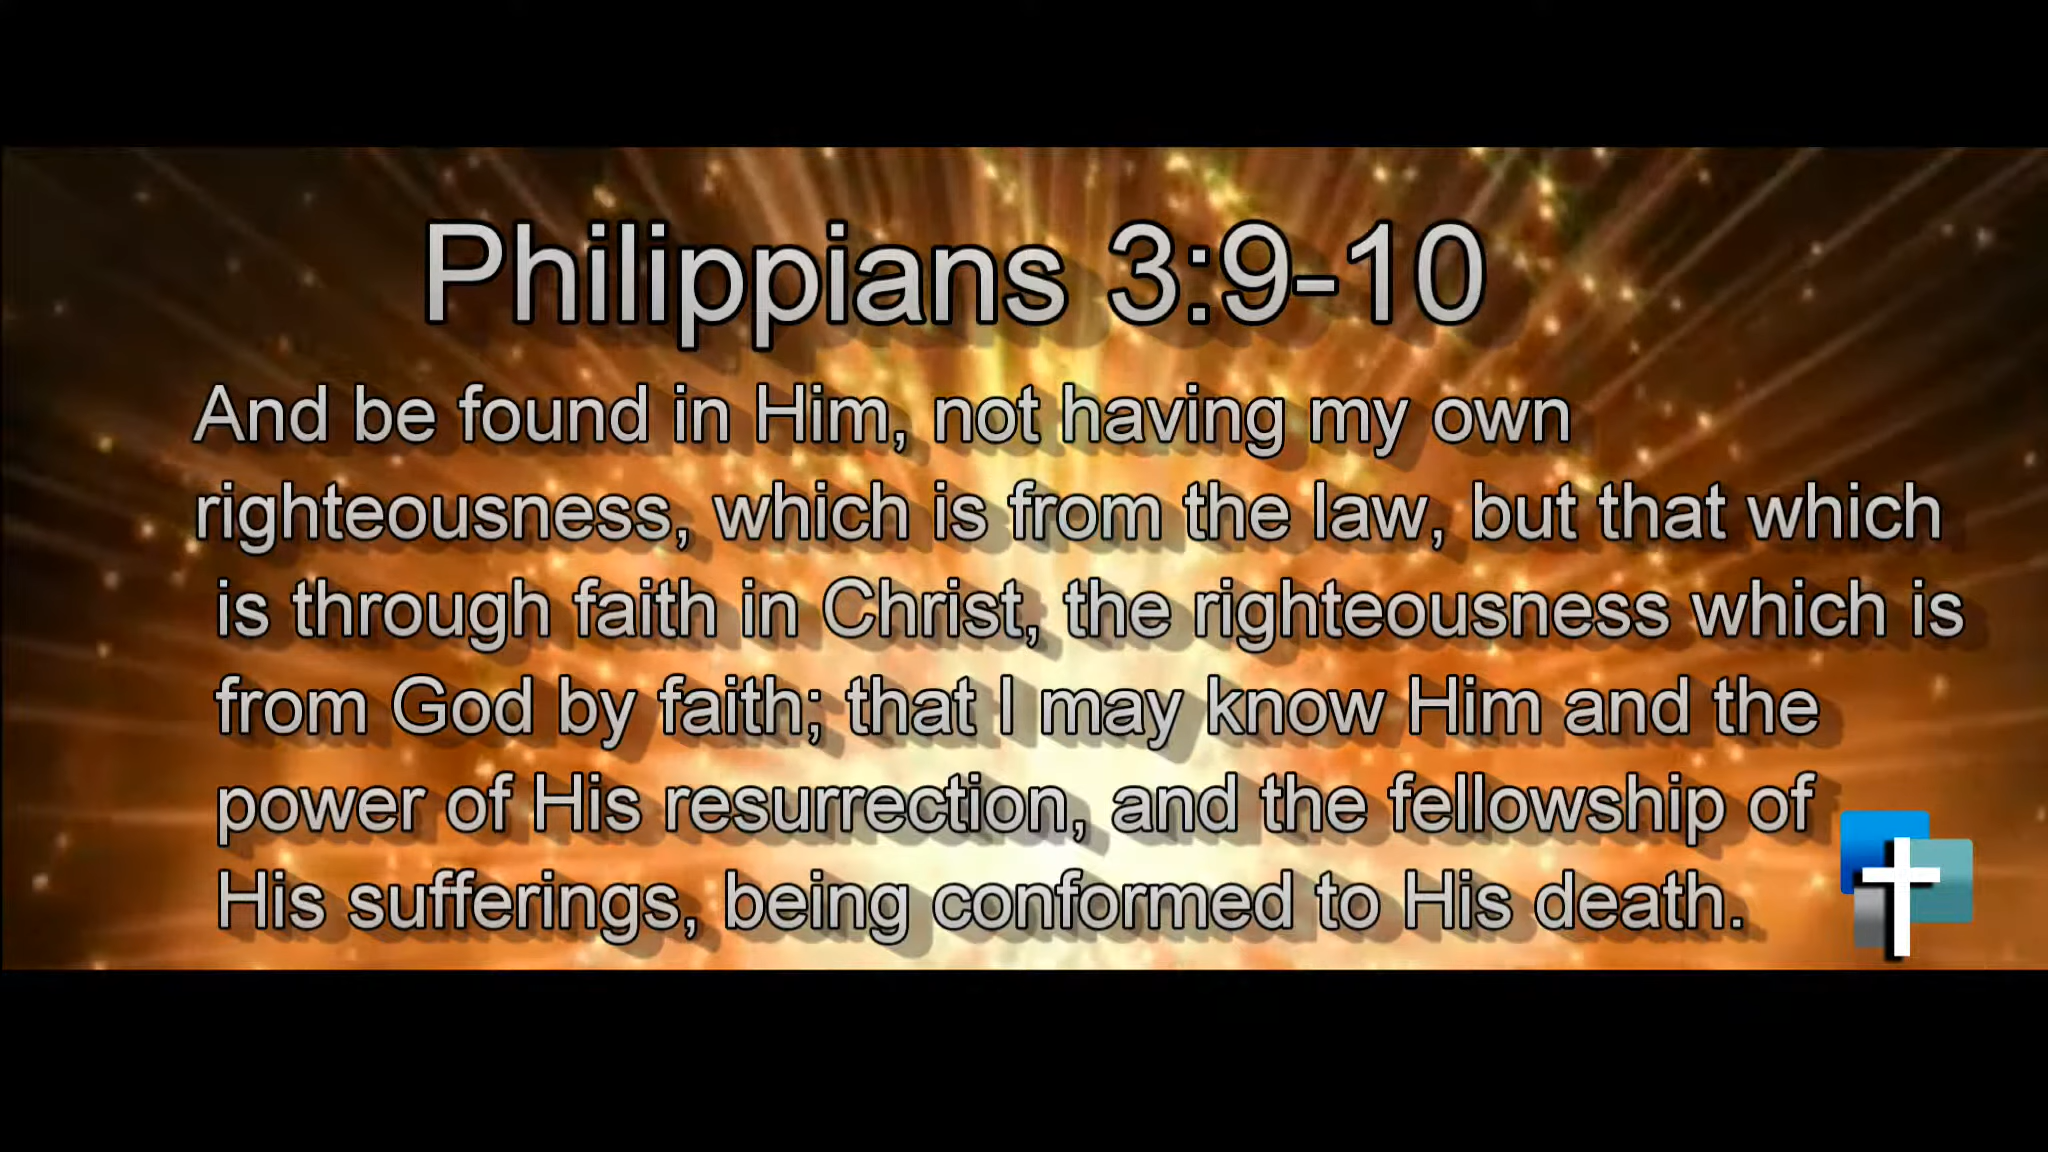 Philippians 3:9-10
And be found in Him, not having my own
righteousness, which is from the law, but that which
is through faith in Christ, the righteousness which is
from God by faith; that I may know Him and the
power of His resurrection, and the fellowship of
His sufferings, being conformed to His death.